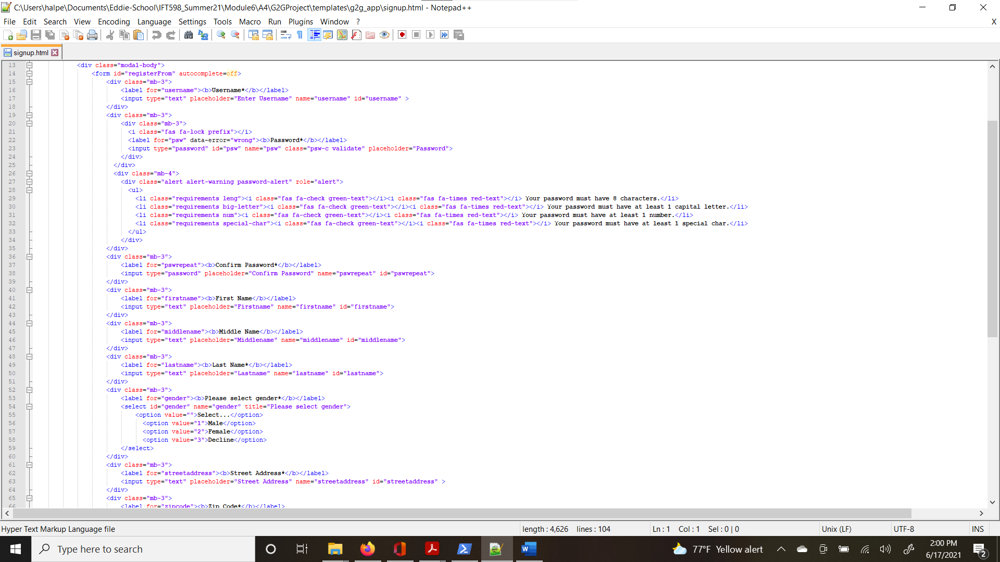 C:\Users\halpe\Documents\Eddie-School\IFT598_Summer21\Module6\A4\G2GProject\templates\g2g_app\signup.html - Notepad++
File Edit Search View Encoding Language Settings Tools Macro Run Plugins Window ? X
signup.html
13 <div class="modal-body">
14 <form id="registerFrom" autocomplete=off>
15 <div class="mb-3">
16 <label for="username"><b>Username*</b></label>
17 <input type="text" placeholder="Enter Username" name="username" id="username" >
18 </div>
19 <div class="mb-3">
20 <div class="mb-3">
21 <i class="fas fa-lock prefix"></i>
22 <label for="psw" data-error="wrong"><b>Password*</b></label>
23 <input type="password" id="psw" name="psw" class="psw-c validate" placeholder="Password">
24 </div>
25 </div>
26 <div class="mb-4">
27 <div class="alert alert-warning password-alert" role="alert">
28 <ul>
29 <li class="requirements leng"><i class="fas fa-check green-text"></i><i class="fas fa-times red-text"></i> Your password must have 8 characters.</li>
30 <li class="requirements big-letter"><i class="fas fa-check green-text"></i><i class="fas fa-times red-text"></i> Your password must have at least 1 capital letter.</li>
31 <li class="requirements num"><i class="fas fa-check green-text"></i><i class="fas fa-times red-text"></i> Your password must have at least 1 number.</li>
32 <li class="requirements special-char"><i class="fas fa-check green-text"></i><i class="fas fa-times red-text"></i> Your password must have at least 1 special char.</li>
33 </ul>
34 </div>
35 </div>
36 <div class="mb-3">
37 <label for="pswrepeat"><b>Confirm Password*</b></label>
38 <input type="password" placeholder="Confirm Password" name="pswrepeat" id="pswrepeat">
39 </div>
40 <div class="mb-3">
41 <label for="firstname"><b>First Name</b></label>
42 <input type="text" placeholder="Firstname" name="firstname" id="firstname">
43 </div>
44 <div class="mb-3">
45 <label for="middlename"><b>Middle Name</b></label>
46 <input type="text" placeholder="Middlename" name="middlename" id="middlename">
47 </div>
48 <div class="mb-3">
49 <label for="lastname"><b>Last Name*</b></label>
50 <input type="text" placeholder="Lastname" name="lastname" id="lastname">
51 </div>
52 <div class="mb-3">
53 <label for="gender"><b>Please select gender*</b></label>
54 <select id="gender" name="gender" title="Please select gender">
55 <option value="">Select...</option>
56 <option value="1">Male</option>
57 <option value="2">Female</option>
58 <option value="3">Decline</option>
59 </select>
60 </div>
61 <div class="mb-3">
62 <label for="streetaddress"><b>Street Address*</b></label>
63 <input type="text" placeholder="Street Address" name="streetaddress" id="streetaddress" >
64 </div>
65 <div class="mb-3">
66 <label for="zipcode"><b>Zip Code*</b></label>
Hyper Text Markup Language file length : 4,626 lines : 104 Ln : 1 Col : 1 Sel : 0 | 0 Unix (LF) UTF-8 INS
Type here to search 77°F Yellow alert 2:00 PM
6/17/2021 2